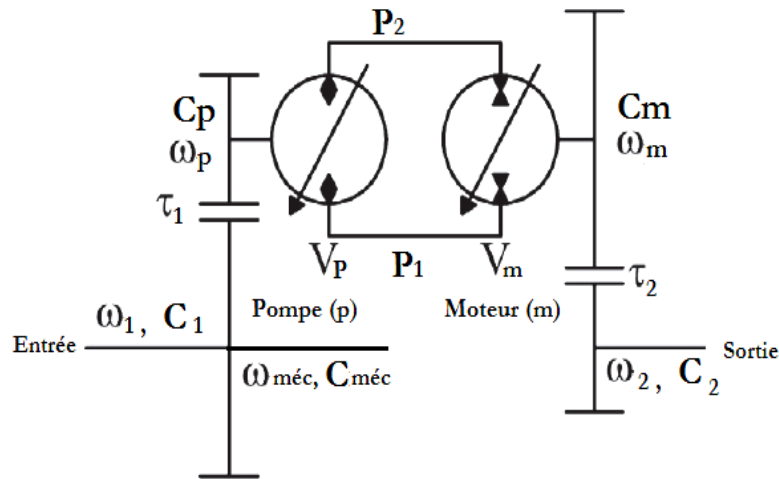 P₂
Cp
ωp
Cm
ωm
τ₁
Vp
P₁
Vm
τ₂
Pompe (p)
Moteur (m)
ω₁, C₁
Entrée
Sortie
ωméc, Cméc
ω₂, C₂